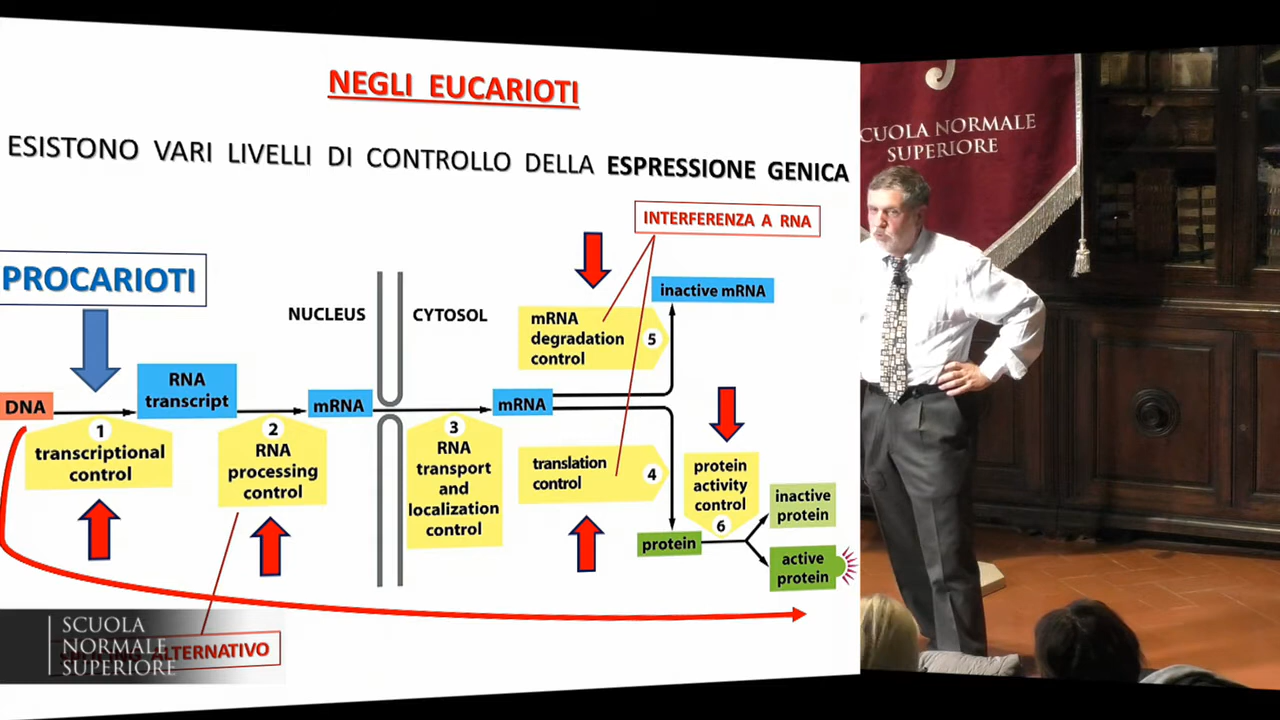 NEGLI EUCARIOTI
ESISTONO VARI LIVELLI DI CONTROLLO DELLA ESPRESSIONE GENICA
INTERFERENZA A RNA
PROCARIOTI
NUCLEUS
CYTOSOL
inactive mRNA
mRNA
degradation
control
5
DNA
RNA
transcript
mRNA
mRNA
1
transcriptional
control
2
RNA
processing
control
3
RNA
transport
and
localization
control
translation
control
4
protein
activity
control
6
protein
inactive
protein
active
protein
ALTERNATIVO
SCUOLA
NORMALE
SUPERIORE
CUOLA NORMALE
SUPERIORE